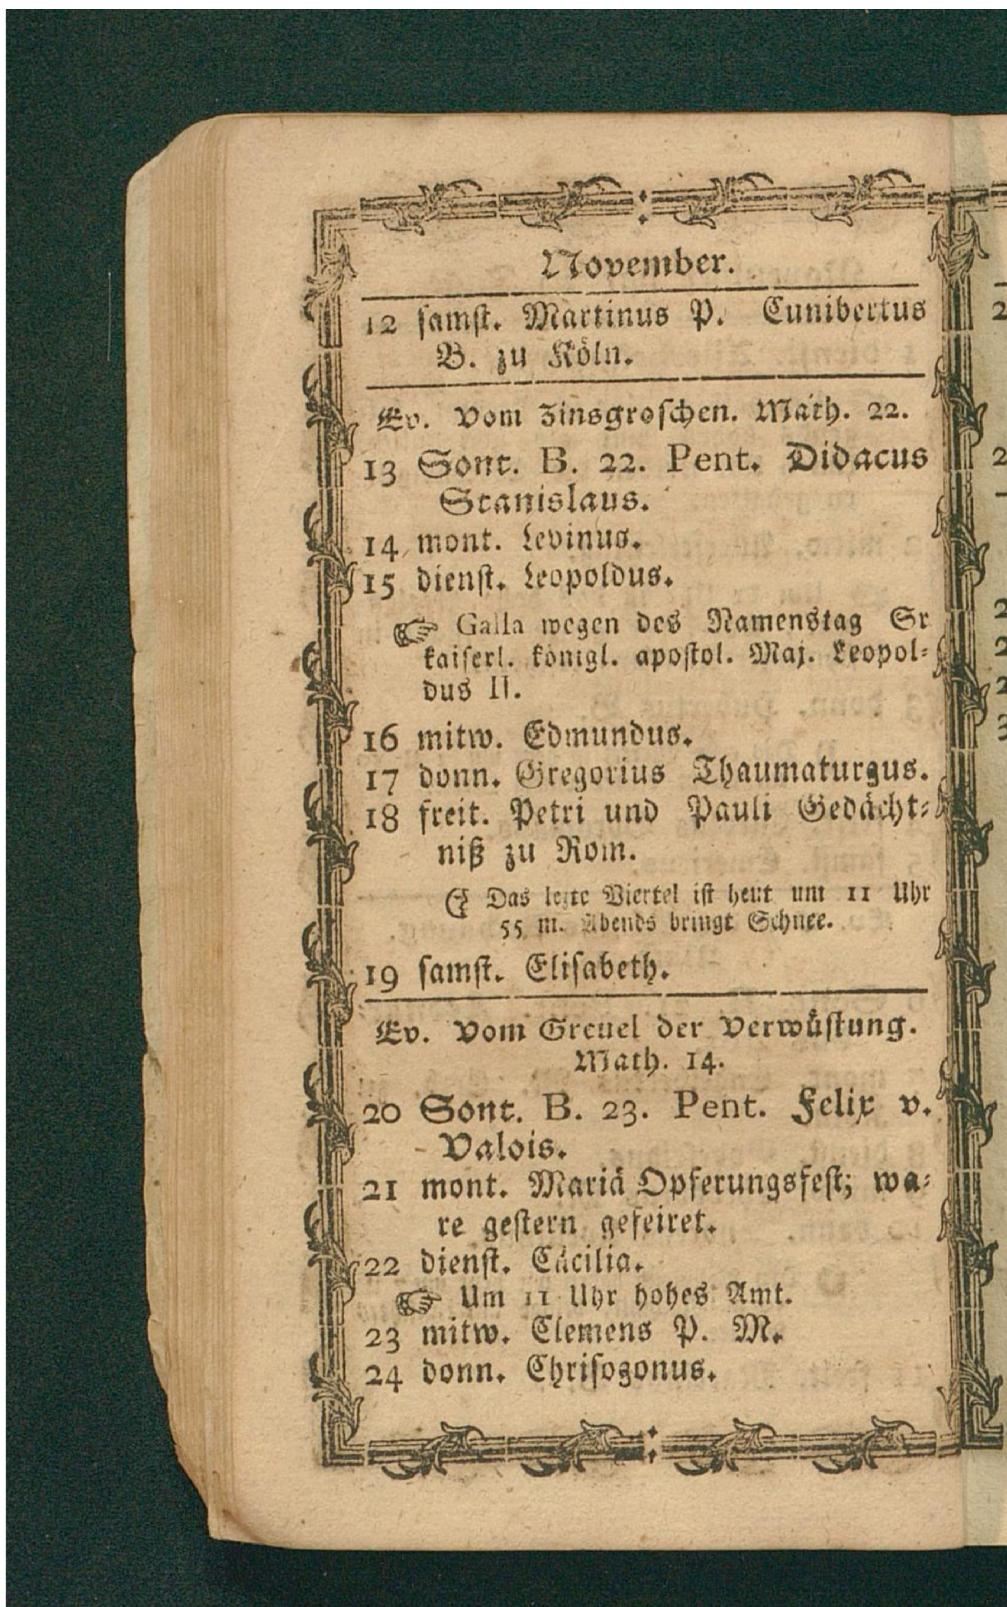 November.
12 samst. Martinus P. Cunibertus
B. zu Köln.
Ev. Vom Zinsgroschen. Math. 22.
13 Sont. B. 22. Pent. Didacus
Stanislaus.
14 mont. Levinus.
15 dienst. Leopoldus.
☞ Galla wegen des Namenstag Sr
kaiserl. königl. apostol. Maj. Leopol-
dus II.
16 mitw. Edmundus.
17 donn. Gregorius Thaumaturgus.
18 freit. Petri und Pauli Gedächt-
niß zu Rom.
☾ Das lezte Viertel ist heut um 11 Uhr
55 m. Abends bringt Schnee.
19 samst. Elisabeth.
Ev. Vom Greuel der Verwüstung.
Math. 14.
20 Sont. B. 23. Pent. Felix v.
Valois.
21 mont. Mariä Opferungsfest; wa-
re gestern gefeiret.
22 dienst. Cäcilia.
☞ Um 11 Uhr hohes Amt.
23 mitw. Clemens P. M.
24 donn. Chrisogonus.